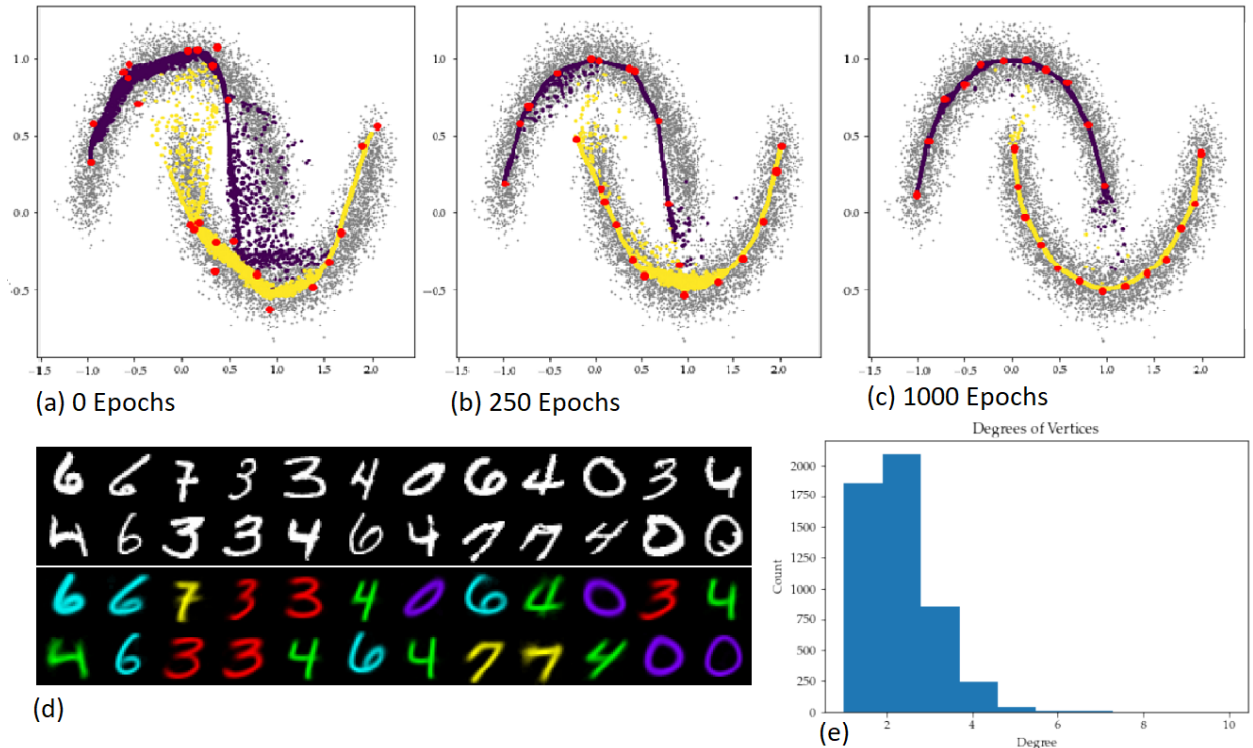 1.0
0.5
0.0
−0.5
−1.5 −1.0 −0.5 0.0 0.5 1.0 1.5 2.0
(a) 0 Epochs
1.0
0.5
0.0
−0.5
−1.0 −0.5 0.0 0.5 1.0 1.5 2.0
(b) 250 Epochs
1.0
0.5
0.0
−0.5
−1.5 −1.0 −0.5 0.0 0.5 1.0 1.5 2.0
(c) 1000 Epochs
6 6 7 3 3 4 0 6 4 0 3 4
4 6 3 3 4 6 4 7 7 4 0 0
6 6 7 3 3 4 0 6 4 0 3 4
4 6 3 3 4 6 4 7 7 4 0 0
(d)
Degrees of Vertices
2000
1750
1500
1250
1000
750
500
250
0
Count
2 4 6 8 10
Degree
(e)